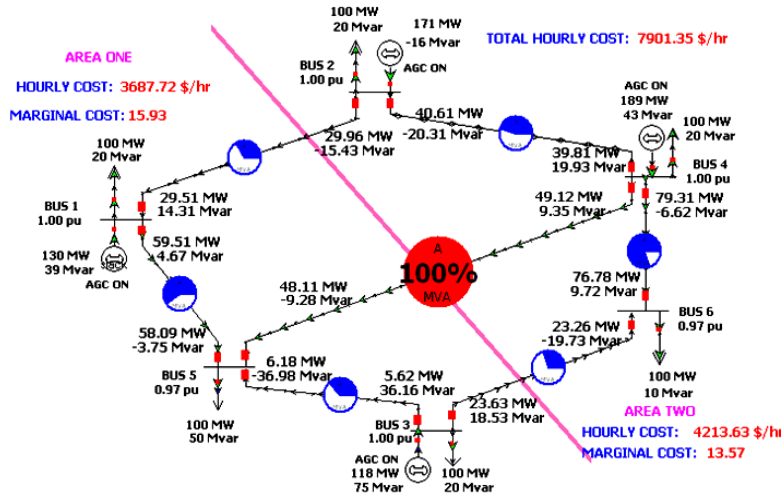 100 MW
20 Mvar
171 MW
-16 Mvar
TOTAL HOURLY COST: 7901.35 $/hr
AREA ONE
BUS 2
1.00 pu
AGC ON
HOURLY COST: 3687.72 $/hr
MARGINAL COST: 15.93
AGC ON
189 MW
43 Mvar
100 MW
20 Mvar
40.61 MW
-20.31 Mvar
29.96 MW
-15.43 Mvar
100 MW
20 Mvar
39.81 MW
19.93 Mvar
BUS 4
1.00 pu
29.51 MW
14.31 Mvar
49.12 MW
9.35 Mvar
79.31 MW
-6.62 Mvar
BUS 1
1.00 pu
59.51 MW
4.67 Mvar
A
100%
MVA
130 MW
39 Mvar
AGC ON
48.11 MW
-9.28 Mvar
76.78 MW
9.72 Mvar
BUS 6
0.97 pu
58.09 MW
-3.75 Mvar
23.26 MW
-19.73 Mvar
BUS 5
0.97 pu
6.18 MW
-36.98 Mvar
5.62 MW
36.16 Mvar
23.63 MW
18.53 Mvar
100 MW
10 Mvar
100 MW
50 Mvar
BUS 3
1.00 pu
AREA TWO
HOURLY COST: 4213.63 $/h
MARGINAL COST: 13.57
AGC ON
118 MW
75 Mvar
100 MW
20 Mvar